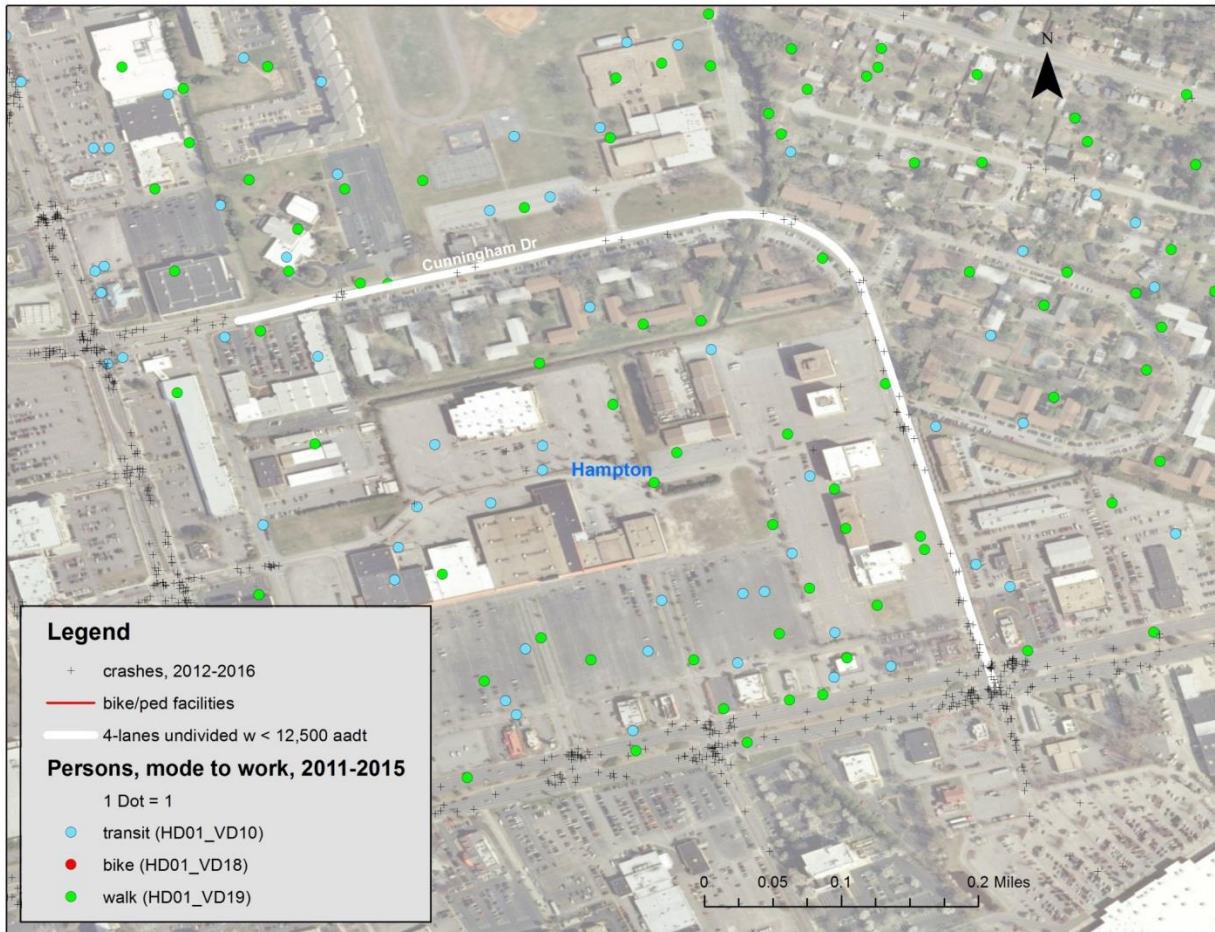 N
Cunningham Dr
Hampton
Legend
crashes, 2012-2016
bike/ped facilities
4-lanes undivided w < 12,500 aadt
Persons, mode to work, 2011-2015
1 Dot = 1
transit (HD01_VD10)
bike (HD01_VD18)
walk (HD01_VD19)
0 0.05 0.1 0.2 Miles